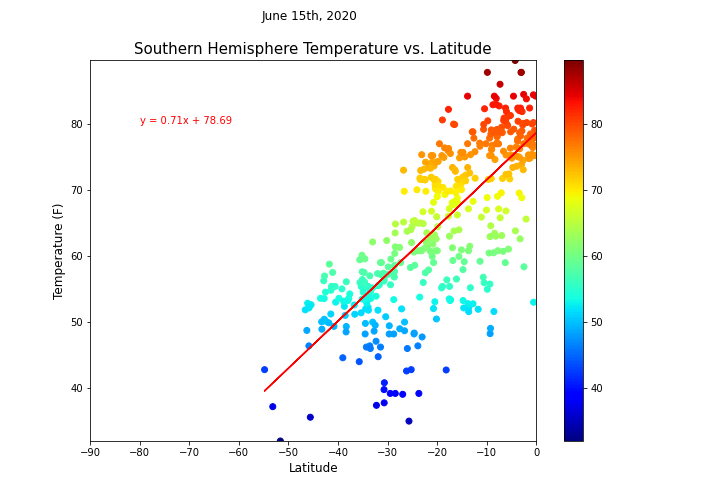 June 15th, 2020
Southern Hemisphere Temperature vs. Latitude
y = 0.71x + 78.69
Temperature (F)
80
70
60
50
40
−90 −80 −70 −60 −50 −40 −30 −20 −10 0
Latitude
80
70
60
50
40